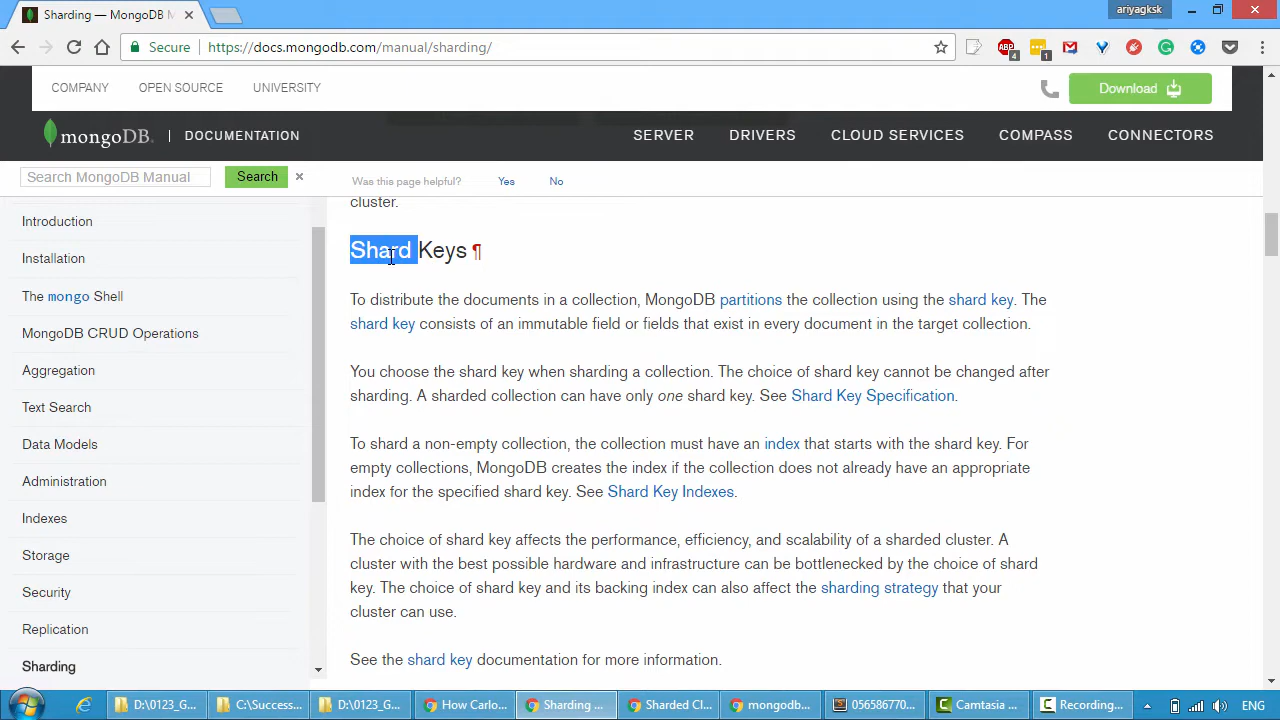 Sharding — MongoDB M
ariyagksk
Secure
https://docs.mongodb.com/manual/sharding/
4
1
COMPANY
OPEN SOURCE
UNIVERSITY
Download
mongoDB.
DOCUMENTATION
SERVER
DRIVERS
CLOUD SERVICES
COMPASS
CONNECTORS
Search MongoDB Manual
Search
×
Was this page helpful?
Yes
No
Introduction
Installation
The mongo Shell
MongoDB CRUD Operations
Aggregation
Text Search
Data Models
Administration
Indexes
Storage
Security
Replication
Sharding
cluster.
Shard Keys ¶
To distribute the documents in a collection, MongoDB partitions the collection using the shard key. The
shard key consists of an immutable field or fields that exist in every document in the target collection.
You choose the shard key when sharding a collection. The choice of shard key cannot be changed after
sharding. A sharded collection can have only one shard key. See Shard Key Specification.
To shard a non-empty collection, the collection must have an index that starts with the shard key. For
empty collections, MongoDB creates the index if the collection does not already have an appropriate
index for the specified shard key. See Shard Key Indexes.
The choice of shard key affects the performance, efficiency, and scalability of a sharded cluster. A
cluster with the best possible hardware and infrastructure can be bottlenecked by the choice of shard
key. The choice of shard key and its backing index can also affect the sharding strategy that your
cluster can use.
See the shard key documentation for more information.
D:\0123_G...
C:\Success...
D:\0123_G...
How Carlo...
Sharding ...
Sharded Cl...
mongodb...
056586770...
Camtasia ...
Recording...
ENG